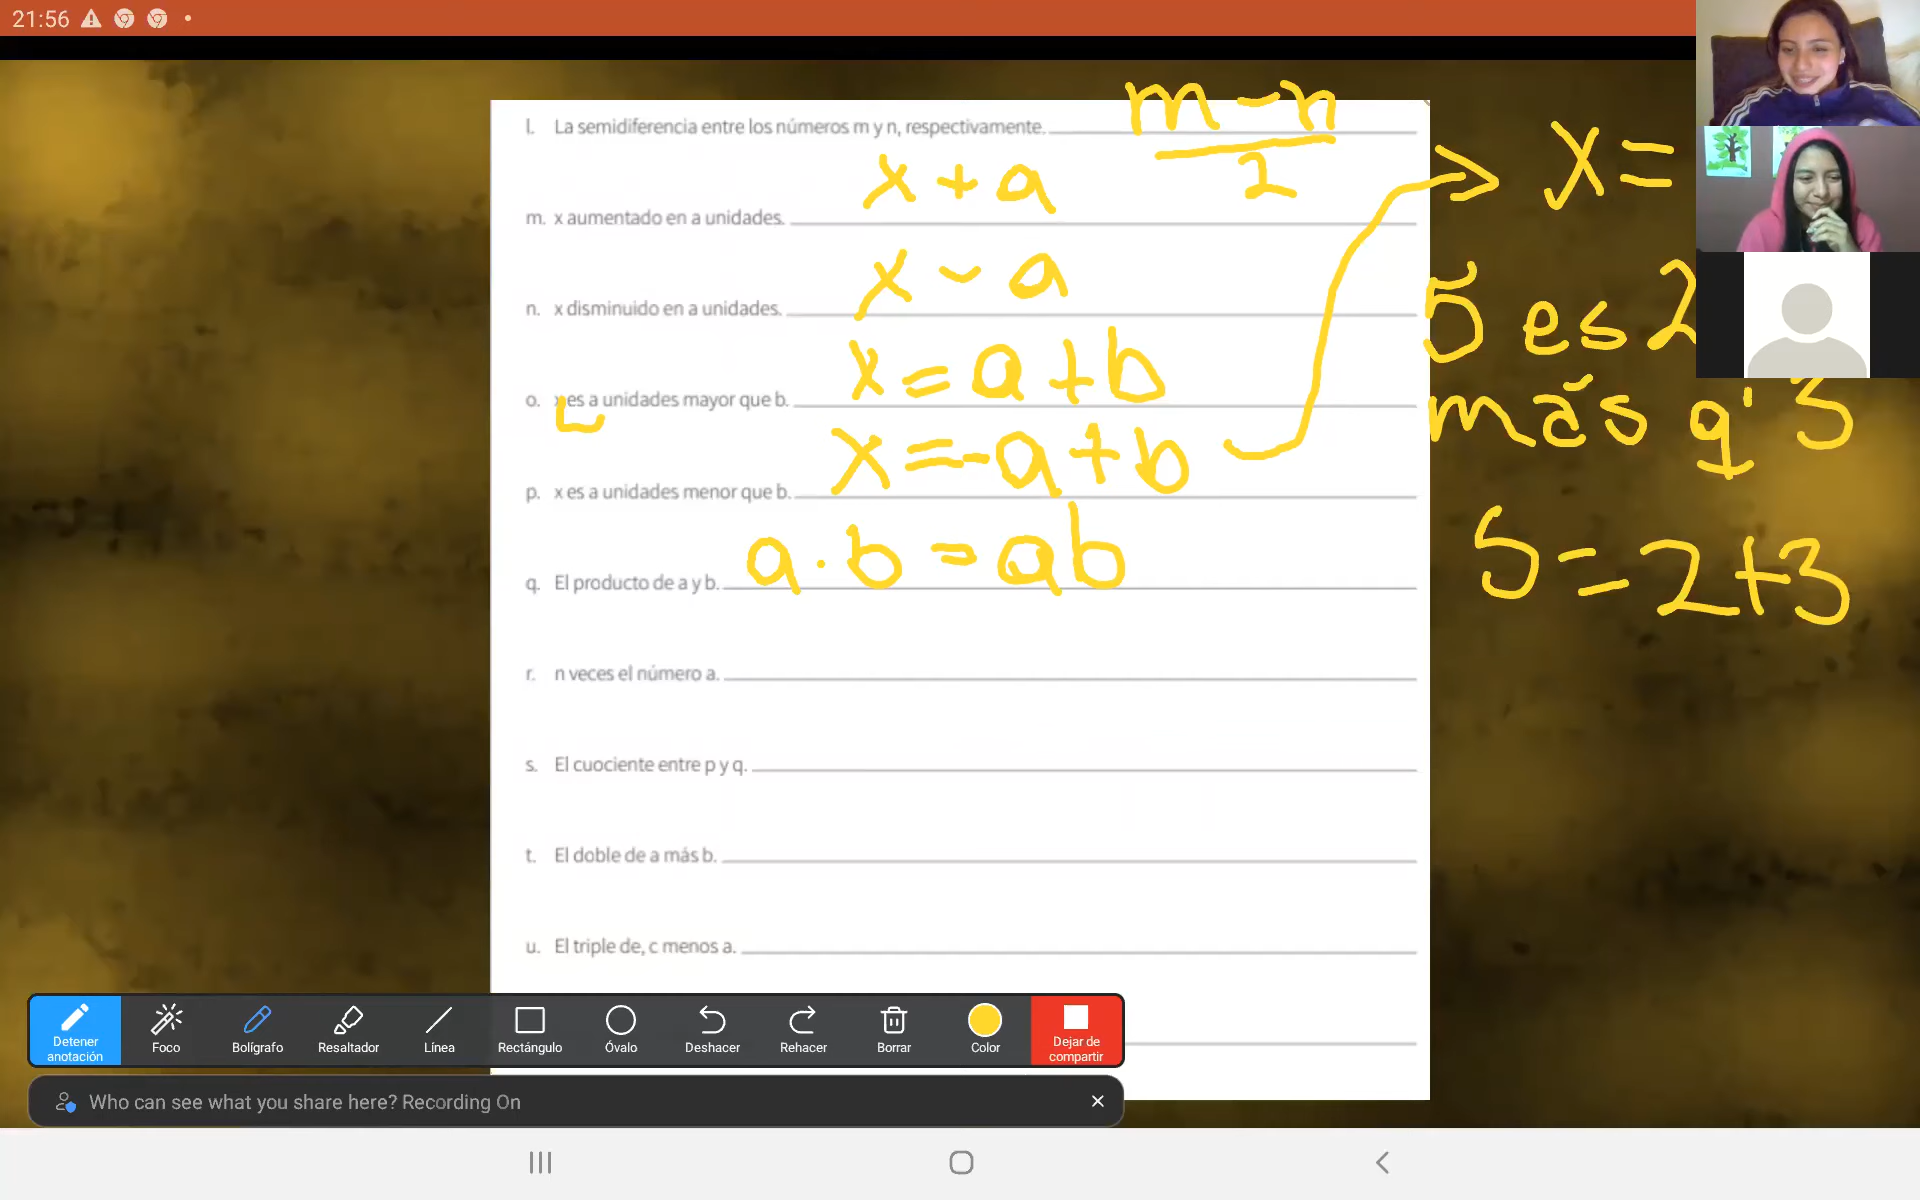 21:56
m - n
l. La semidiferencia entre los números m y n, respectivamente.
2
x =
x + a
m. x aumentado en a unidades.
x - a
n. x disminuido en a unidades.
5 es 2
x = a + b
o. x es a unidades mayor que b.
más q' 3
x = -a + b
p. x es a unidades menor que b.
a . b = ab
5 = 2+3
q. El producto de a y b.
r. n veces el número a.
s. El cuociente entre p y q.
t. El doble de a más b.
u. El triple de, c menos a.
Detener anotación
Foco
Bolígrafo
Resaltador
Línea
Rectángulo
Óvalo
Deshacer
Rehacer
Borrar
Color
Dejar de compartir
Who can see what you share here? Recording On